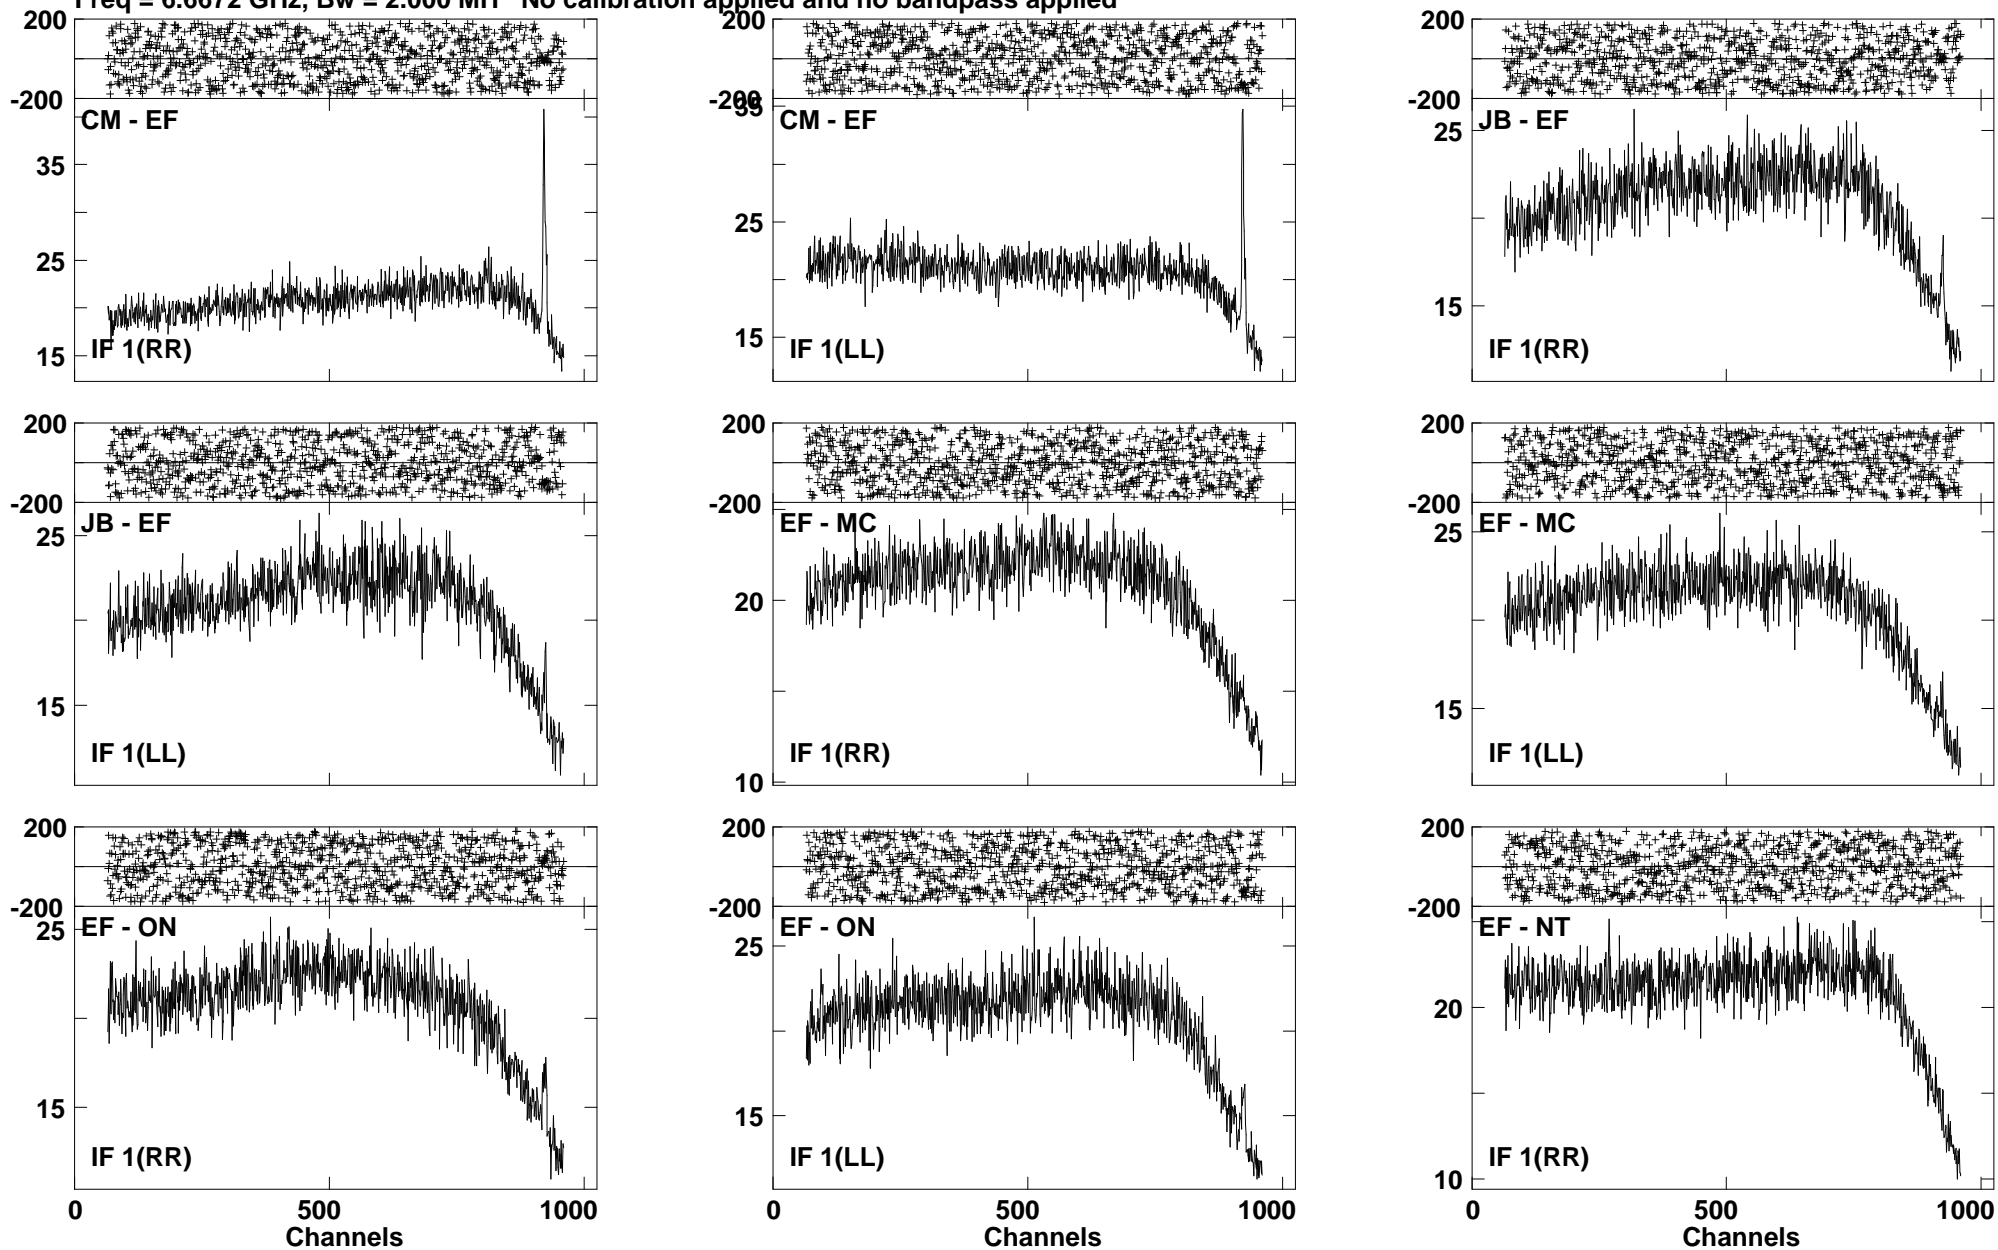 Freq = 6.6672 GHz, Bw = 2.000 MH No calibration applied and no bandpass applied
200 200 200
-200 -200 -200
35
CM - EF CM - EF JB - EF
25
35
25
25
15
15 15
IF 1(RR) IF 1(LL) IF 1(RR)
200 200 200
-200 -200 -200
JB - EF EF - MC EF - MC
25 25
20
15 15
IF 1(LL) IF 1(RR) IF 1(LL)
10
200 200 200
-200 -200 -200
EF - ON EF - ON EF - NT
25 25
20
15 15
IF 1(RR) IF 1(LL) IF 1(RR)
10
0 500 1000 0 500 1000 0 500 1000
Channels Channels Channels